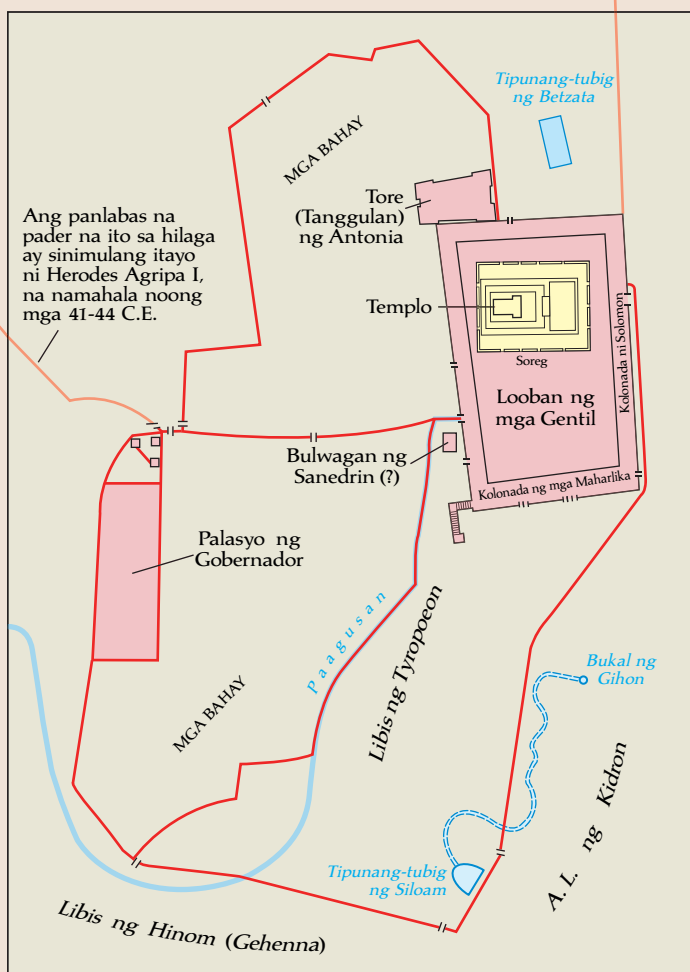 Tipunang-tubig
ng Betzata
MGA BAHAY
Tore
(Tanggulan)
ng Antonia
Ang panlabas na
pader na ito sa hilaga
ay sinimulang itayo
ni Herodes Agripa I,
na namahala noong
mga 41-44 C.E.
Templo
Soreg
Kolonada ni Solomon
Looban ng
mga Gentil
Bulwagan ng
Sanedrin (?)
Kolonada ng mga Maharlika
Palasyo ng
Gobernador
Paagusan
Libis ng Tyropoeon
Bukal ng
Gihon
MGA BAHAY
A. L. ng Kidron
Tipunang-tubig
ng Siloam
Libis ng Hinom (Gehenna)